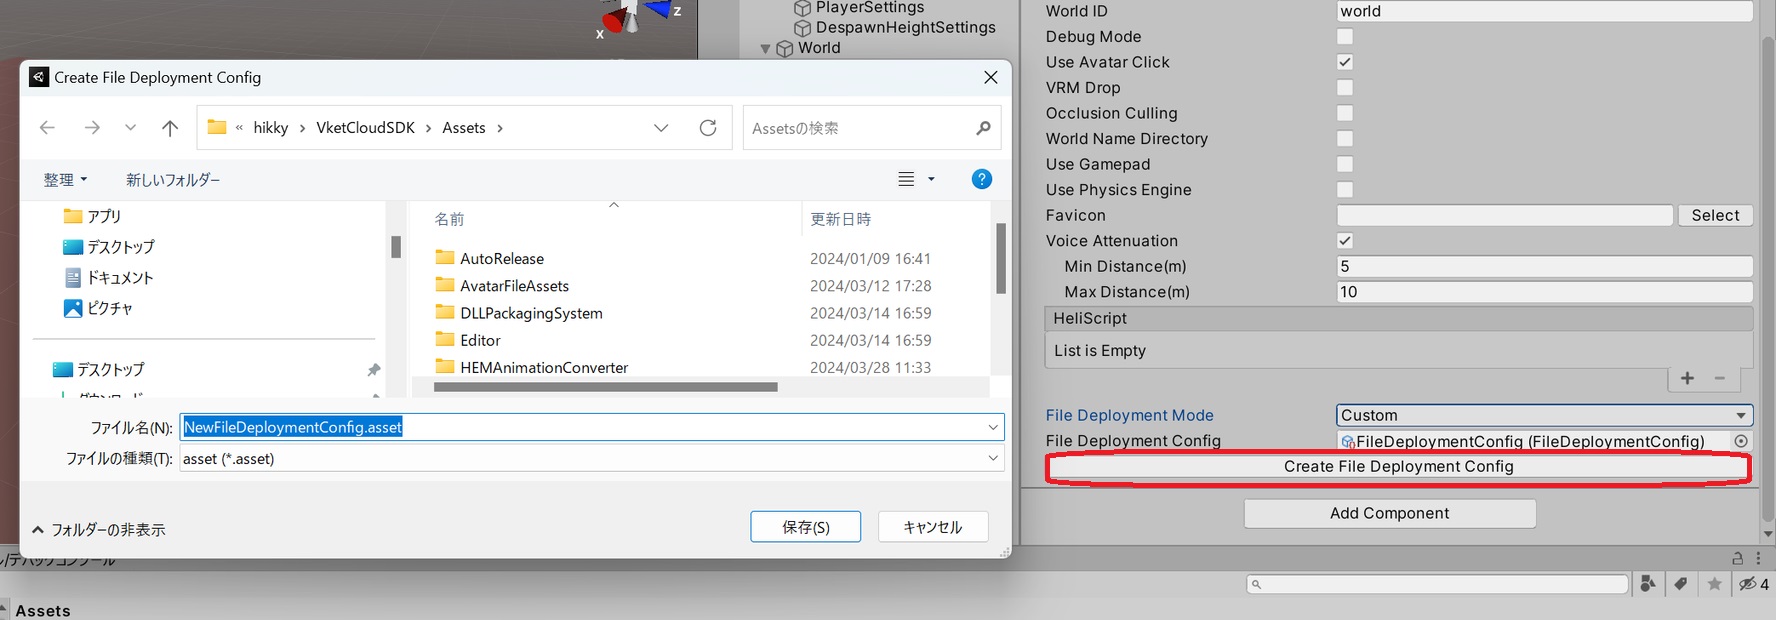 z
x
PlayerSettings
DespawnHeightSettings
World
Create File Deployment Config
« hikky › VketCloudSDK › Assets ›
Assetsの検索
整理
新しいフォルダー
アプリ
デスクトップ
ドキュメント
ピクチャ
デスクトップ
ダウンロード
名前
更新日時
AutoRelease 2024/01/09 16:41
AvatarFileAssets 2024/03/12 17:28
DLLPackagingSystem 2024/03/14 16:59
Editor 2024/03/14 16:59
HEMAnimationConverter 2024/03/28 11:33
ファイル名(N): NewFileDeploymentConfig.asset
ファイルの種類(T): asset (*.asset)
フォルダーの非表示
保存(S)
キャンセル
World ID world
Debug Mode
Use Avatar Click
VRM Drop
Occlusion Culling
World Name Directory
Use Gamepad
Use Physics Engine
Favicon Select
Voice Attenuation
Min Distance(m) 5
Max Distance(m) 10
HeliScript
List is Empty
File Deployment Mode Custom
File Deployment Config FileDeploymentConfig (FileDeploymentConfig)
Create File Deployment Config
Add Component
4
Assets